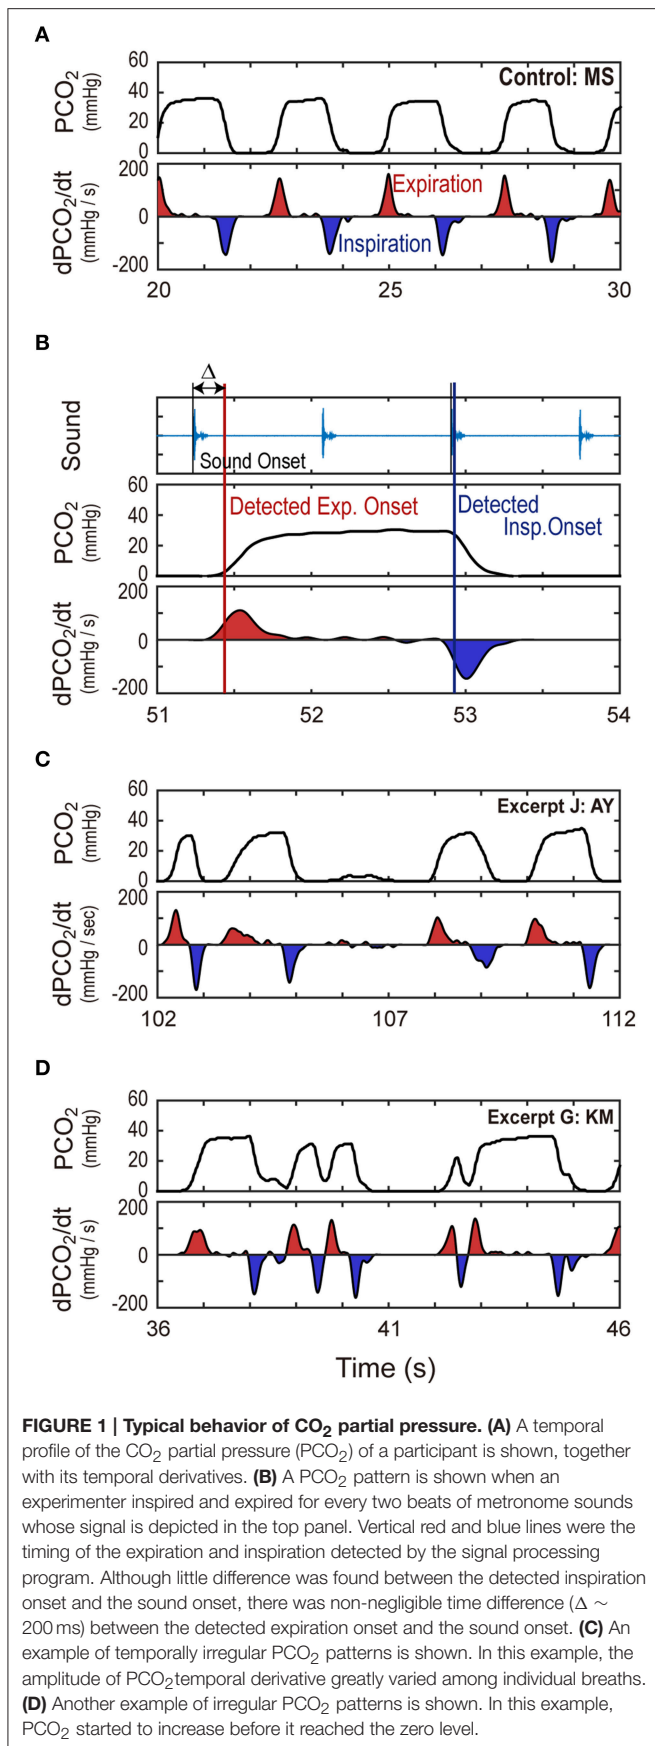 A
60
40
20
0
PCO2
(mmHg)
Control: MS
200
0
-200
dPCO2/dt
(mmHg / s)
Expiration
Inspiration
20
25
30
B
Δ
Sound
Sound Onset
60
40
20
0
PCO2
(mmHg)
Detected Exp. Onset
Detected
Insp.Onset
200
0
-200
dPCO2/dt
(mmHg / s)
51
52
53
54
C
60
40
20
0
PCO2
(mmHg)
Excerpt J: AY
200
0
-200
dPCO2/dt
(mmHg / sec)
102
107
112
D
60
40
20
0
PCO2
(mmHg)
Excerpt G: KM
200
0
-200
dPCO2/dt
(mmHg / s)
36
41
46
Time (s)
FIGURE 1 | Typical behavior of CO2 partial pressure. (A) A temporal
profile of the CO2 partial pressure (PCO2) of a participant is shown, together
with its temporal derivatives. (B) A PCO2 pattern is shown when an
experimenter inspired and expired for every two beats of metronome sounds
whose signal is depicted in the top panel. Vertical red and blue lines were the
timing of the expiration and inspiration detected by the signal processing
program. Although little difference was found between the detected inspiration
onset and the sound onset, there was non-negligible time difference (Δ ∼
200 ms) between the detected expiration onset and the sound onset. (C) An
example of temporally irregular PCO2 patterns is shown. In this example, the
amplitude of PCO2temporal derivative greatly varied among individual breaths.
(D) Another example of irregular PCO2 patterns is shown. In this example,
PCO2 started to increase before it reached the zero level.